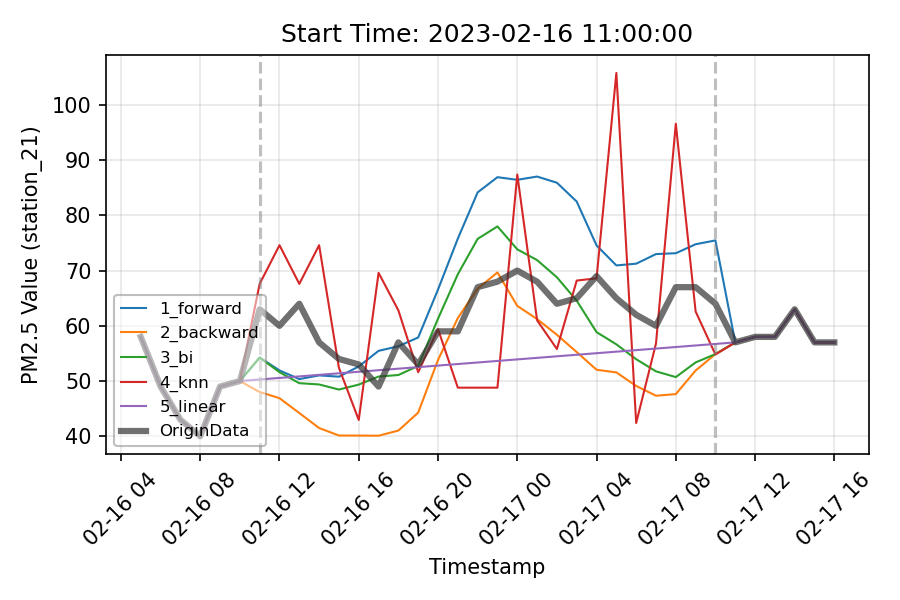 Start Time: 2023-02-16 11:00:00
PM2.5 Value (station_21)
100
90
80
70
60
50
40
1_forward
2_backward
3_bi
4_knn
5_linear
OriginData
02-16 04
02-16 08
02-16 12
02-16 16
02-16 20
02-17 00
02-17 04
02-17 08
02-17 12
02-17 16
Timestamp